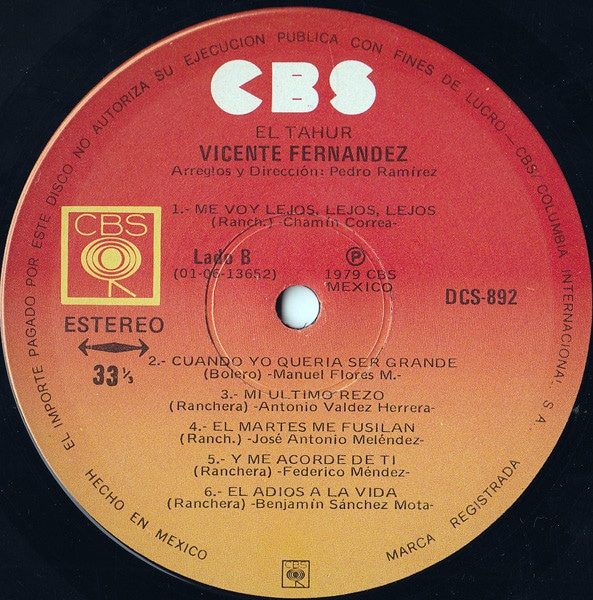 EL IMPORTE PAGADO POR ESTE DISCO NO AUTORIZA SU EJECUCION PUBLICA CON FINES DE LUCRO — CBS/COLUMBIA INTERNACIONAL, S.A.
CBS
EL TAHUR
VICENTE FERNANDEZ
Arreglos y Dirección: Pedro Ramírez
1.- ME VOY LEJOS, LEJOS, LEJOS
(Ranch.) -Chamín Correa-
CBS
Lado B
(01-06-13652)
Ⓟ
1979 CBS
MEXICO
DCS-892
ESTEREO
33 1/3
2.- CUANDO YO QUERIA SER GRANDE
(Bolero) -Manuel Flores M.-
3.- MI ULTIMO REZO
(Ranchera) -Antonio Valdez Herrera-
4.- EL MARTES ME FUSILAN
(Ranch.) -José Antonio Meléndez-
5.- Y ME ACORDE DE TI
(Ranchera) -Federico Méndez-
6.- EL ADIOS A LA VIDA
(Ranchera) -Benjamín Sánchez Mota-
HECHO EN MEXICO
MARCA REGISTRADA
CBS